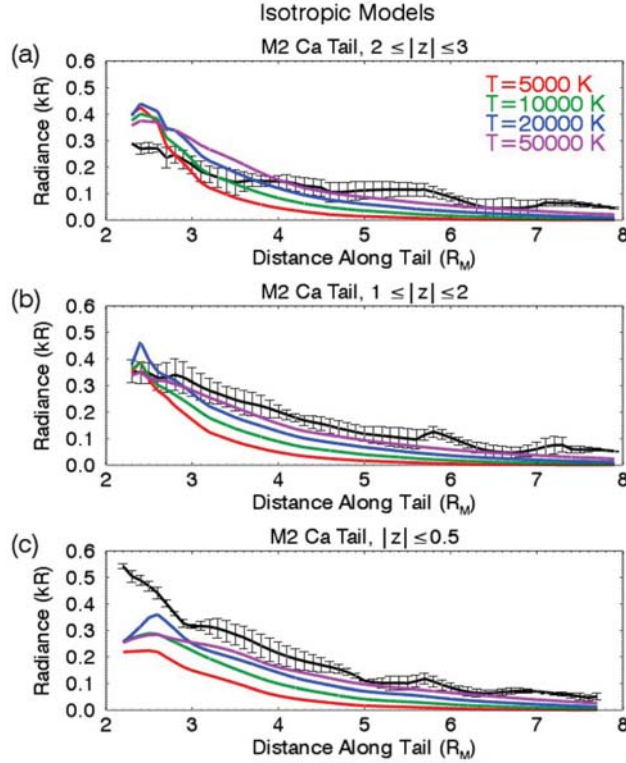 Isotropic Models
(a)
M2 Ca Tail, 2 ≤|z| ≤3
Radiance (kR)
0.6
0.5
0.4
0.3
0.2
0.1
0.0
T=5000 K
T=10000 K
T=20000 K
T=50000 K
2 3 4 5 6 7 8
Distance Along Tail (R_M)
(b)
M2 Ca Tail, 1 ≤|z| ≤2
Radiance (kR)
0.6
0.5
0.4
0.3
0.2
0.1
0.0
2 3 4 5 6 7 8
Distance Along Tail (R_M)
(c)
M2 Ca Tail, |z| ≤0.5
Radiance (kR)
0.6
0.5
0.4
0.3
0.2
0.1
0.0
2 3 4 5 6 7 8
Distance Along Tail (R_M)